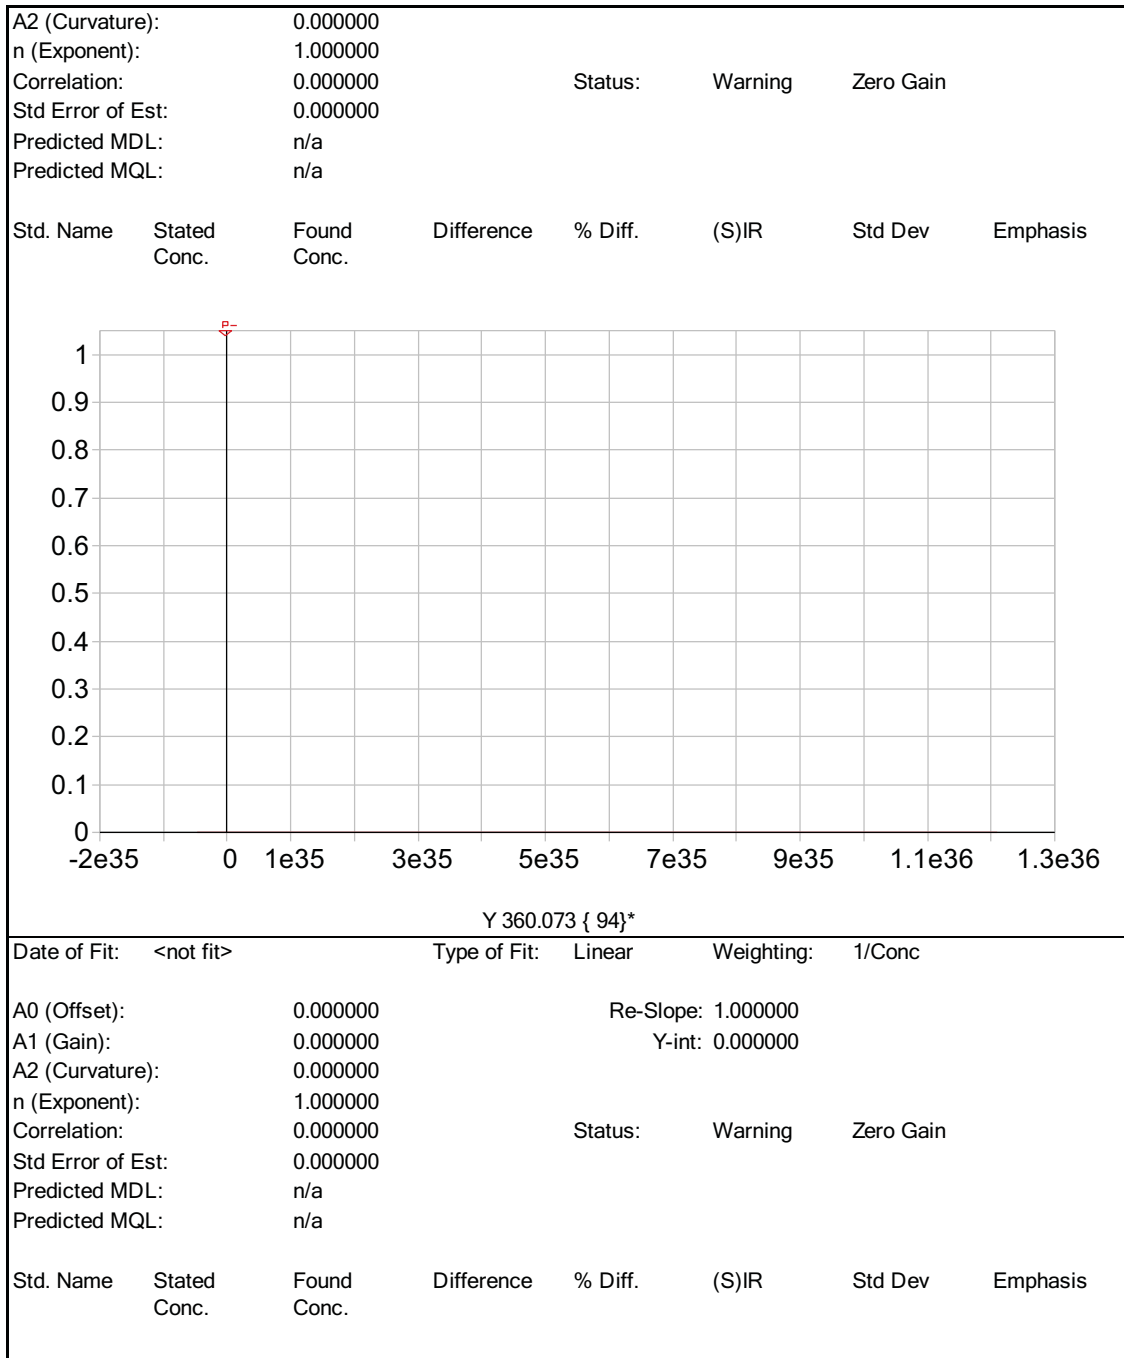 A2 (Curvature): 0.000000
n (Exponent): 1.000000
Correlation: 0.000000 Status: Warning Zero Gain
Std Error of Est: 0.000000
Predicted MDL: n/a
Predicted MQL: n/a
Std. Name Stated Found Difference % Diff. (S)IR Std Dev Emphasis
Conc. Conc.
P-
1
0.9
0.8
0.7
0.6
0.5
0.4
0.3
0.2
0.1
0
-2e35 0 1e35 3e35 5e35 7e35 9e35 1.1e36 1.3e36
Y 360.073 { 94}*
Date of Fit: <not fit> Type of Fit: Linear Weighting: 1/Conc
A0 (Offset): 0.000000 Re-Slope: 1.000000
A1 (Gain): 0.000000 Y-int: 0.000000
A2 (Curvature): 0.000000
n (Exponent): 1.000000
Correlation: 0.000000 Status: Warning Zero Gain
Std Error of Est: 0.000000
Predicted MDL: n/a
Predicted MQL: n/a
Std. Name Stated Found Difference % Diff. (S)IR Std Dev Emphasis
Conc. Conc.